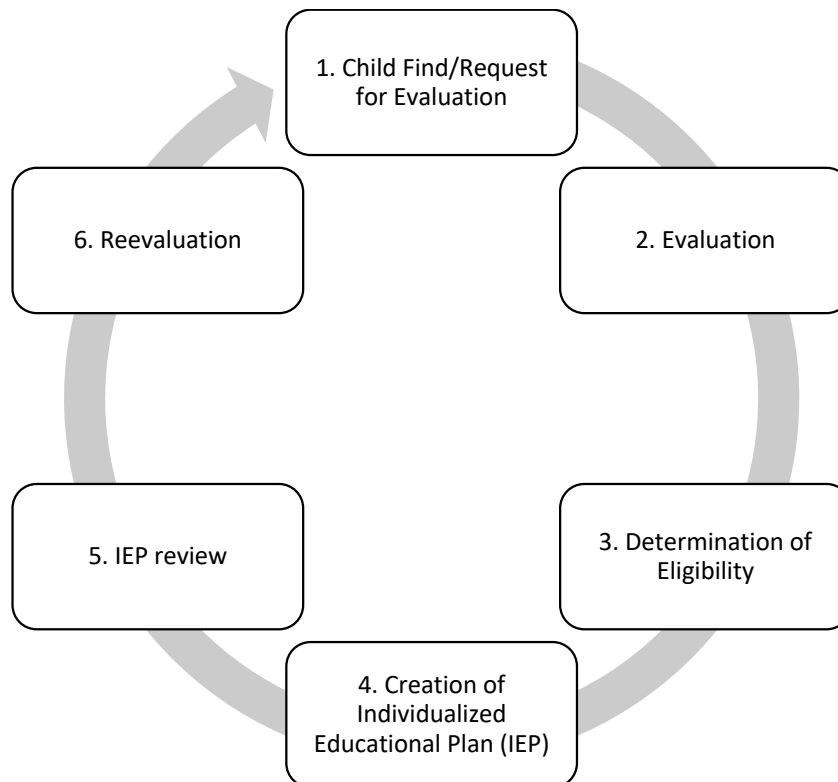 1. Child Find/Request
for Evaluation
2. Evaluation
3. Determination of
Eligibility
4. Creation of
Individualized
Educational Plan (IEP)
5. IEP review
6. Reevaluation